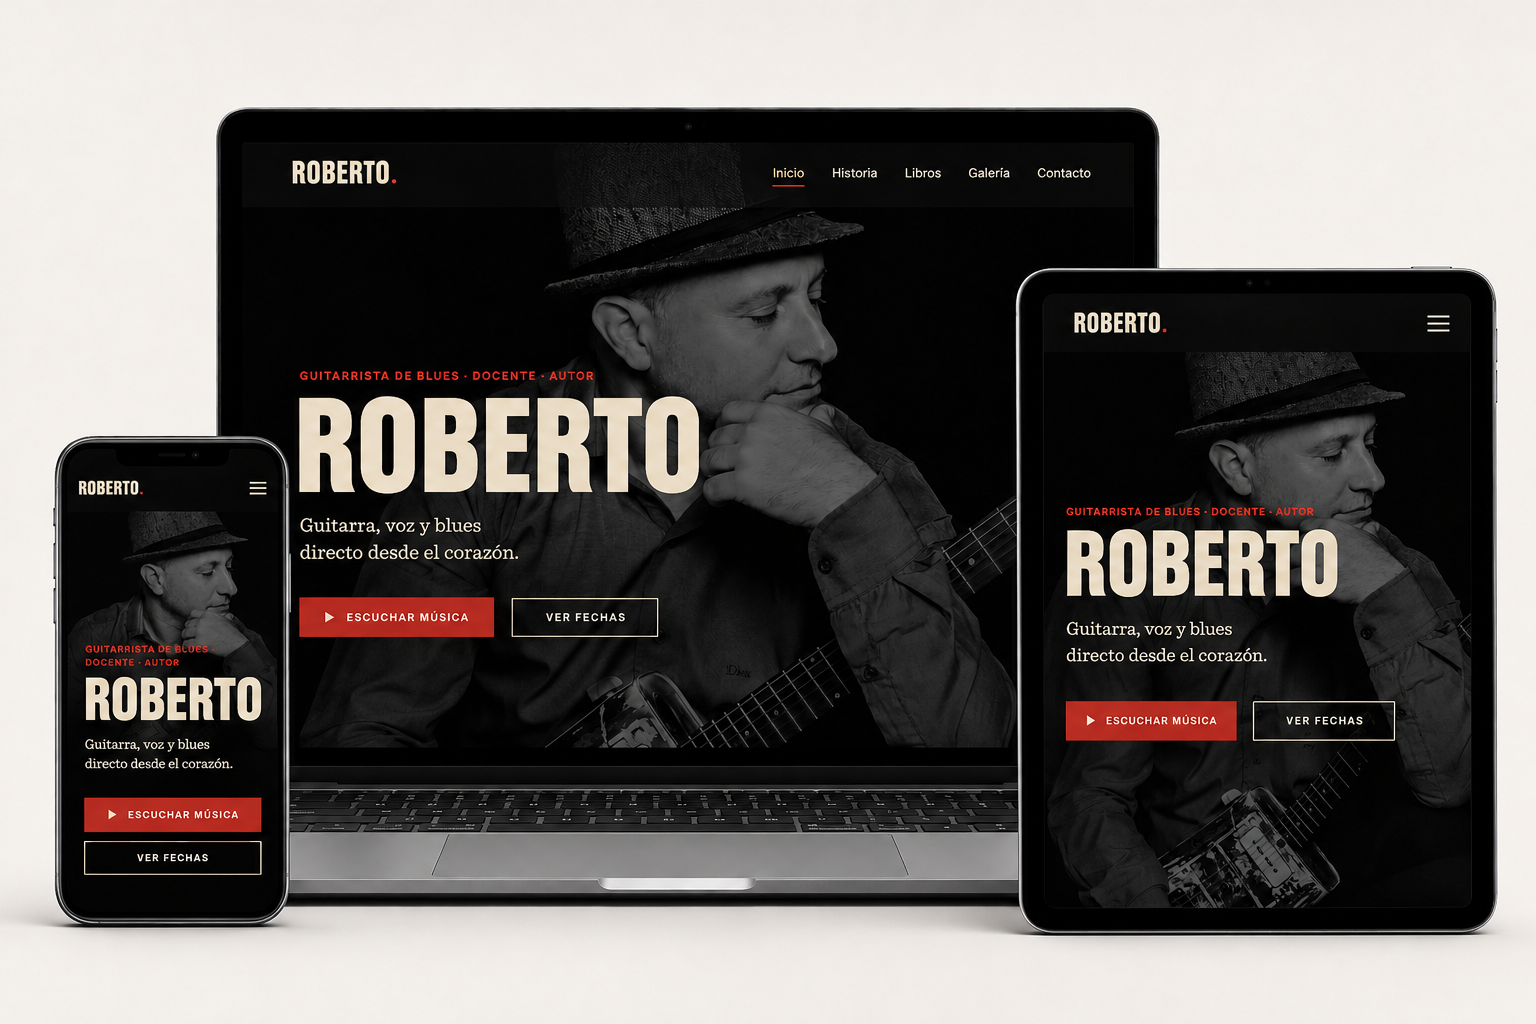 ROBERTO.
Inicio Historia Libros Galería Contacto
GUITARRISTA DE BLUES · DOCENTE · AUTOR
ROBERTO
Guitarra, voz y blues
directo desde el corazón.
ESCUCHAR MÚSICA
VER FECHAS
ROBERTO.
GUITARRISTA DE BLUES · DOCENTE · AUTOR
ROBERTO
Guitarra, voz y blues
directo desde el corazón.
ESCUCHAR MÚSICA
VER FECHAS
ROBERTO.
GUITARRISTA DE BLUES ·
DOCENTE · AUTOR
ROBERTO
Guitarra, voz y blues
directo desde el corazón.
ESCUCHAR MÚSICA
VER FECHAS